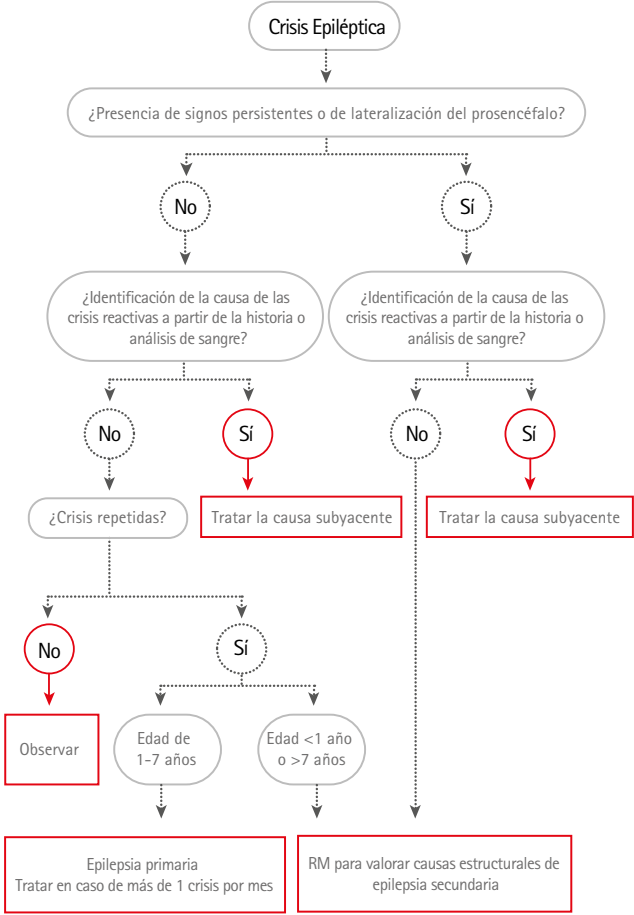 Crisis Epiléptica
¿Presencia de signos persistentes o de lateralización del prosencéfalo?
No
Sí
¿Identificación de la causa de las
crisis reactivas a partir de la historia o
análisis de sangre?
¿Identificación de la causa de las
crisis reactivas a partir de la historia o
análisis de sangre?
No
Sí
No
Sí
¿Crisis repetidas?
Tratar la causa subyacente
Tratar la causa subyacente
No
Sí
Observar
Edad de
1-7 años
Edad <1 año
o >7 años
Epilepsia primaria
Tratar en caso de más de 1 crisis por mes
RM para valorar causas estructurales de
epilepsia secundaria